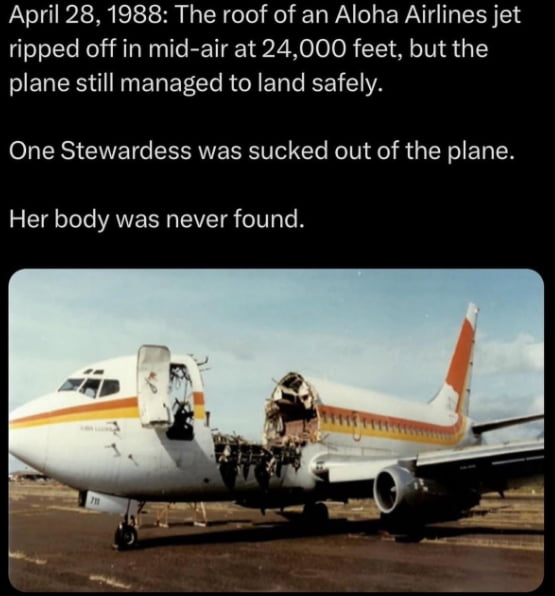 April 28, 1988: The roof of an Aloha Airlines jet
ripped off in mid-air at 24,000 feet, but the
plane still managed to land safely.
One Stewardess was sucked out of the plane.
Her body was never found.
711